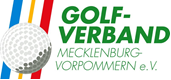 GOLF-
VERBAND
MECKLENBURG-
VORPOMMERN e.V.